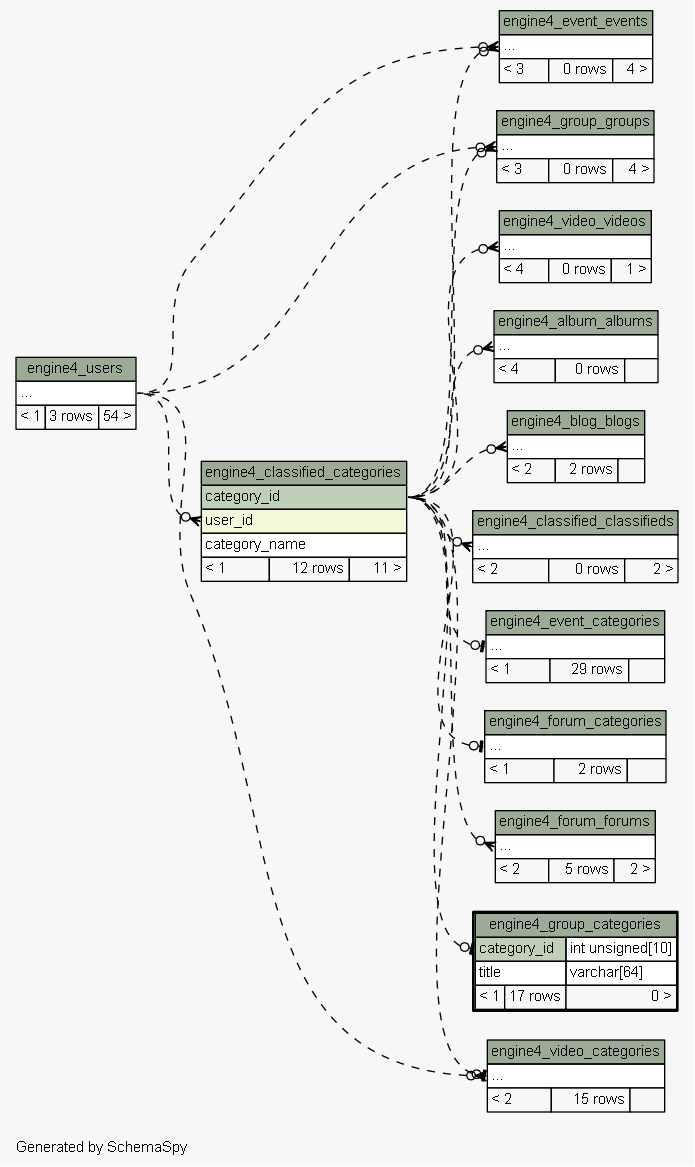 engine4_event_events
...
< 3 0 rows 4 >
engine4_group_groups
...
< 3 0 rows 4 >
engine4_video_videos
...
< 4 0 rows 1 >
engine4_album_albums
...
< 4 0 rows
engine4_users
...
< 1 3 rows 54 >
engine4_blog_blogs
...
< 2 2 rows
engine4_classified_categories
category_id
user_id
category_name
< 1 12 rows 11 >
engine4_classified_classifieds
...
< 2 0 rows 2 >
engine4_event_categories
...
< 1 29 rows
engine4_forum_categories
...
< 1 2 rows
engine4_forum_forums
...
< 2 5 rows 2 >
engine4_group_categories
category_id int unsigned[10]
title varchar[64]
< 1 17 rows 0 >
engine4_video_categories
...
< 2 15 rows
Generated by SchemaSpy